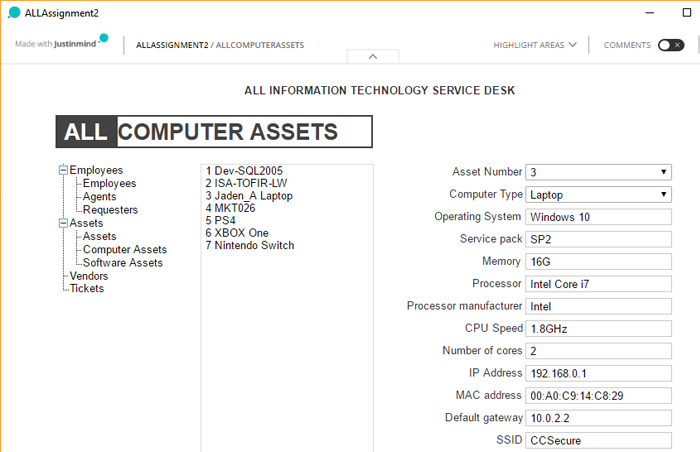 ALLAssignment2
Made with Justinmind
ALLASSIGNMENT2 / ALLCOMPUTERASSETS
HIGHLIGHT AREAS
COMMENTS
ALL INFORMATION TECHNOLOGY SERVICE DESK
ALL COMPUTER ASSETS
Employees
Employees
Agents
Requesters
Assets
Assets
Computer Assets
Software Assets
Vendors
Tickets
1 Dev-SQL2005
2 ISA-TOFIR-LW
3 Jaden_A Laptop
4 MKT026
5 PS4
6 XBOX One
7 Nintendo Switch
Asset Number 3
Computer Type Laptop
Operating System Windows 10
Service pack SP2
Memory 16G
Processor Intel Core i7
Processor manufacturer Intel
CPU Speed 1.8GHz
Number of cores 2
IP Address 192.168.0.1
MAC address 00:A0:C9:14:C8:29
Default gateway 10.0.2.2
SSID CCSecure